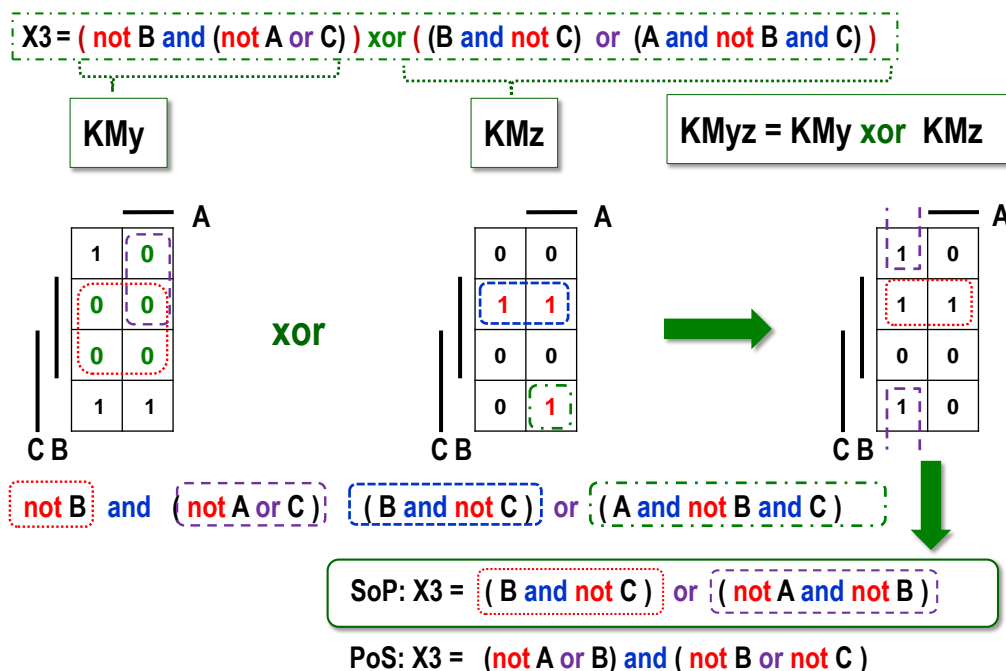 X3 = ( not B and (not A or C) ) xor ( (B and not C) or (A and not B and C) )
KMy KMz KMyz = KMy xor KMz
A A A
1 0 0 0 1 0
0 0 1 1 1 1
xor
0 0 0 0 0 0
1 1 0 1 1 0
C B C B C B
not B and ( not A or C ) ( B and not C ) or ( A and not B and C )
SoP: X3 = ( B and not C ) or ( not A and not B )
PoS: X3 = (not A or B) and ( not B or not C )